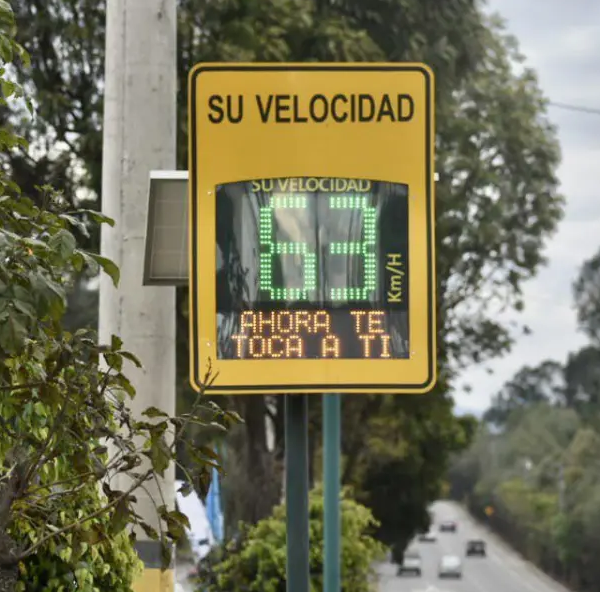 SU VELOCIDAD
SU VELOCIDAD
63
Km/H
AHORA TE
TOCA A TI